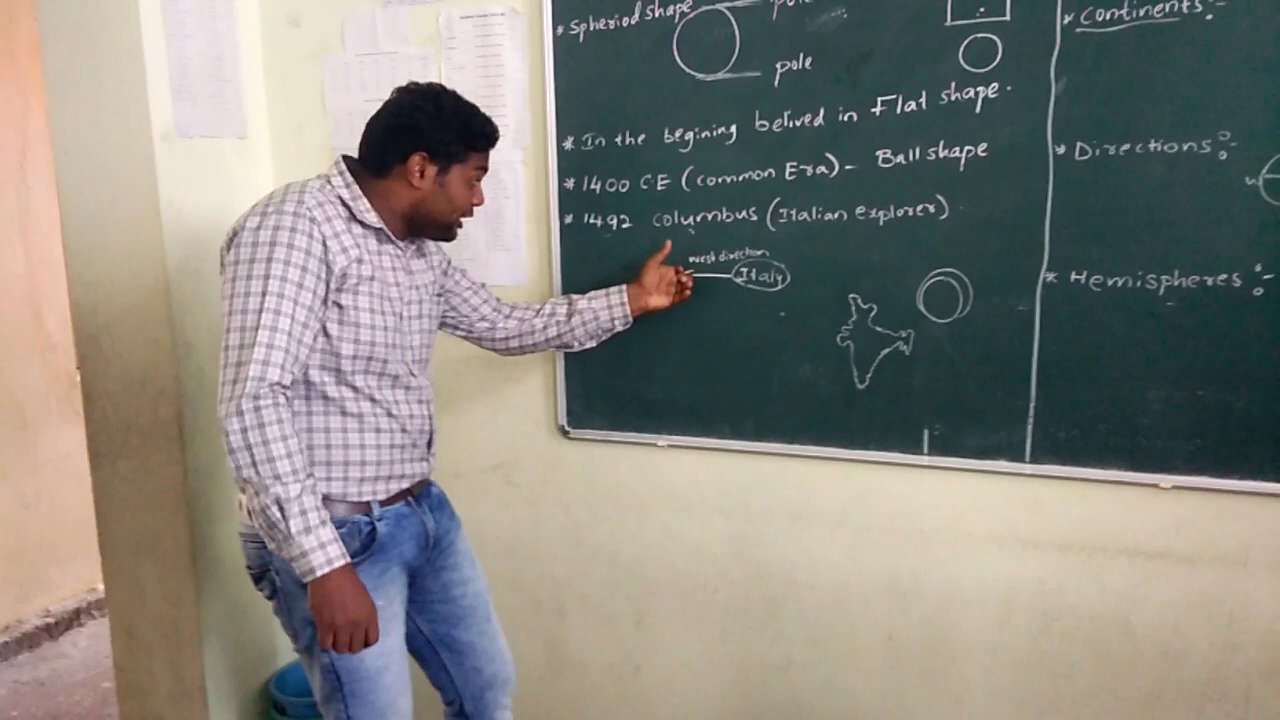 * Spheriod shape
pole
pole
* In the begining belived in Flat shape.
* 1400 C.E (common Era) - Ball shape
* 1492 columbus (Italian explorer)
west direction
Italy
* Continents:-
* Directions:-
* Hemispheres:-